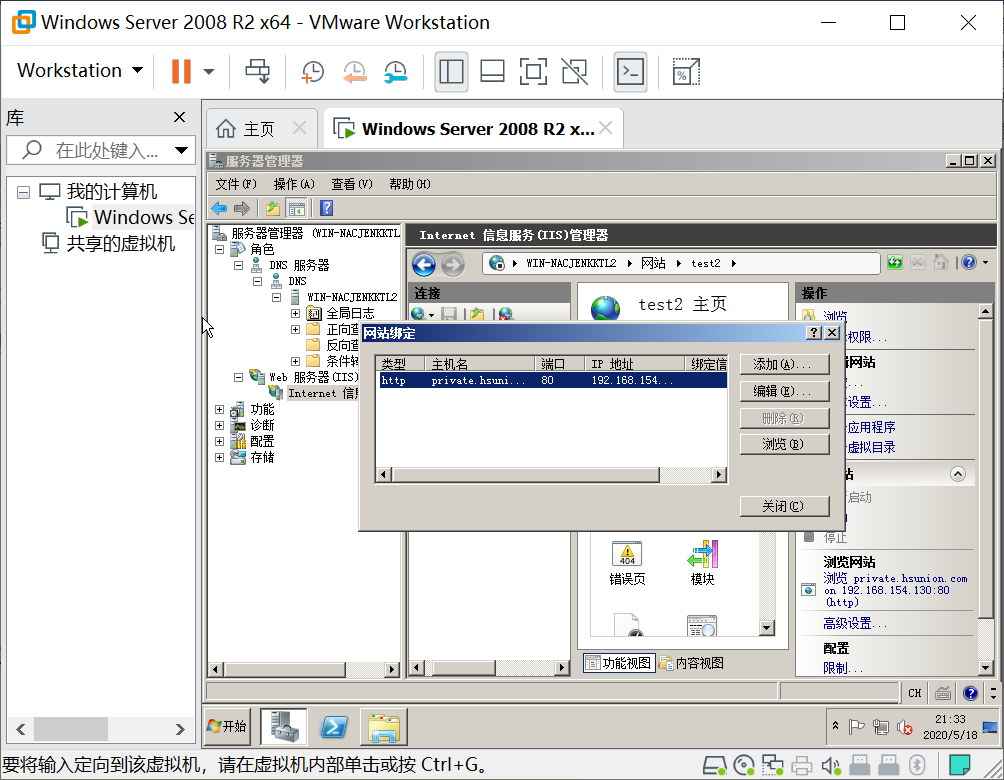 Windows Server 2008 R2 x64 - VMware Workstation
Workstation
库
在此处键入...
我的计算机
Windows Se
共享的虚拟机
主页
Windows Server 2008 R2 x...
服务器管理器
文件(F) 操作(A) 查看(V) 帮助(H)
服务器管理器 (WIN-NACJENKKTL
角色
DNS 服务器
DNS
WIN-NACJENKKTL2
全局日志
正向查
反向查
条件转
Web 服务器(IIS)
Internet 信息
功能
诊断
配置
存储
Internet 信息服务(IIS)管理器
WIN-NACJENKKTL2 网站 test2
连接
test2 主页
操作
浏览
权限...
网站
设置...
应用程序
虚拟目录
网站绑定
类型 主机名 端口 IP 地址 绑定信
http private.hsuni... 80 192.168.154...
添加(A)...
编辑(E)...
删除(R)
浏览(B)
关闭(C)
站
启动
停止
浏览网站
浏览 private.hsunion.com
on 192.168.154.130:80
(http)
高级设置...
配置
限制...
404
错误页
模块
功能视图
内容视图
CH
开始
21:33
2020/5/18
要将输入定向到该虚拟机，请在虚拟机内部单击或按 Ctrl+G。